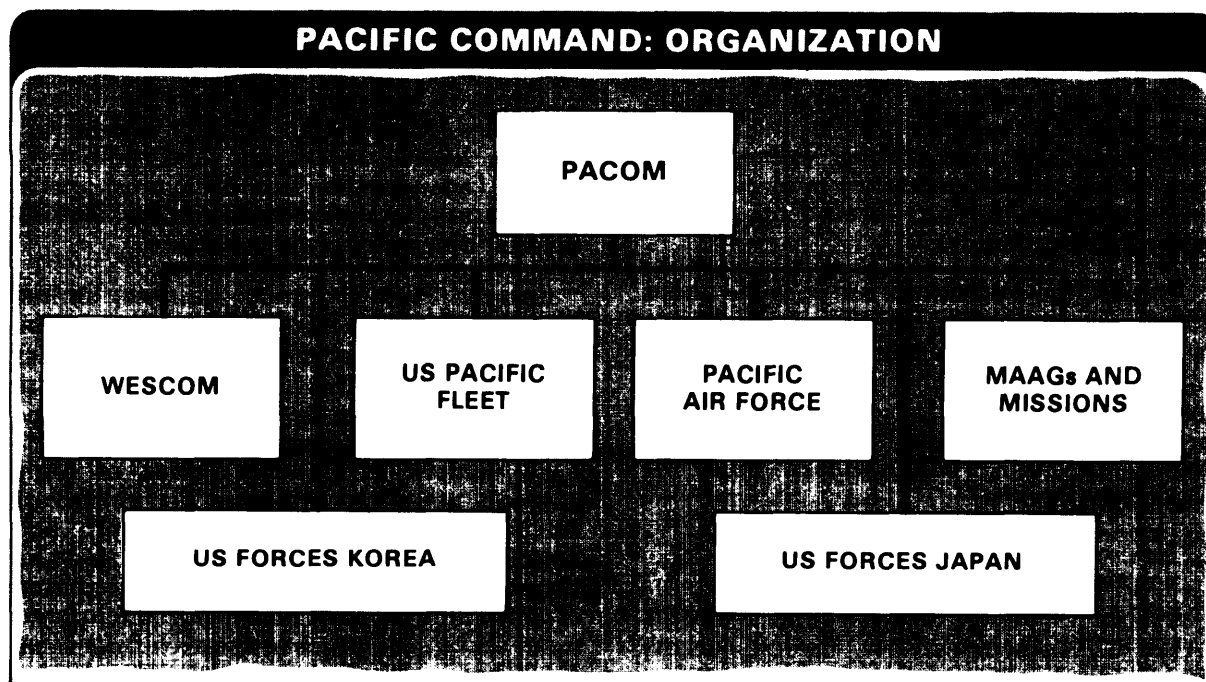 PACIFIC COMMAND: ORGANIZATION
PACOM
WESCOM
US PACIFIC
FLEET
PACIFIC
AIR FORCE
MAAGs AND
MISSIONS
US FORCES KOREA
US FORCES JAPAN